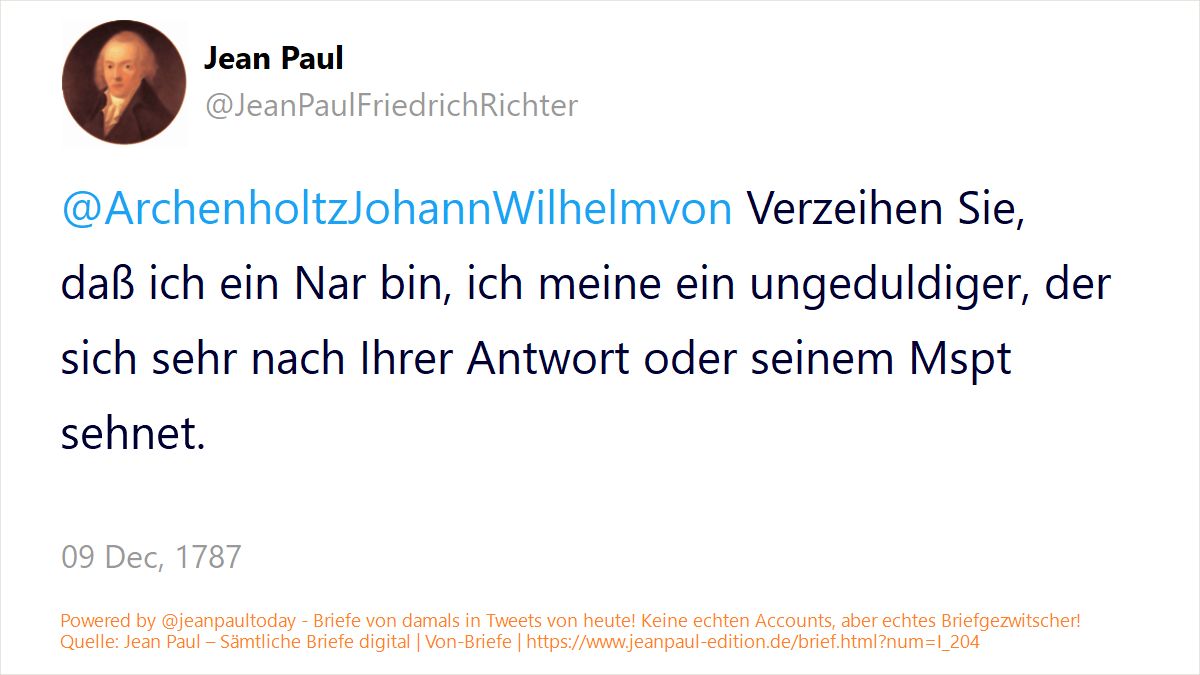 Jean Paul
@JeanPaulFriedrichRichter
@ArchenholtzJohannWilhelmvon Verzeihen Sie,
daß ich ein Nar bin, ich meine ein ungeduldiger, der
sich sehr nach Ihrer Antwort oder seinem Mspt
sehnet.
09 Dec, 1787
Powered by @jeanpaultoday - Briefe von damals in Tweets von heute! Keine echten Accounts, aber echtes Briefgezwitscher!
Quelle: Jean Paul – Sämtliche Briefe digital | Von-Briefe | https://www.jeanpaul-edition.de/brief.html?num=I_204